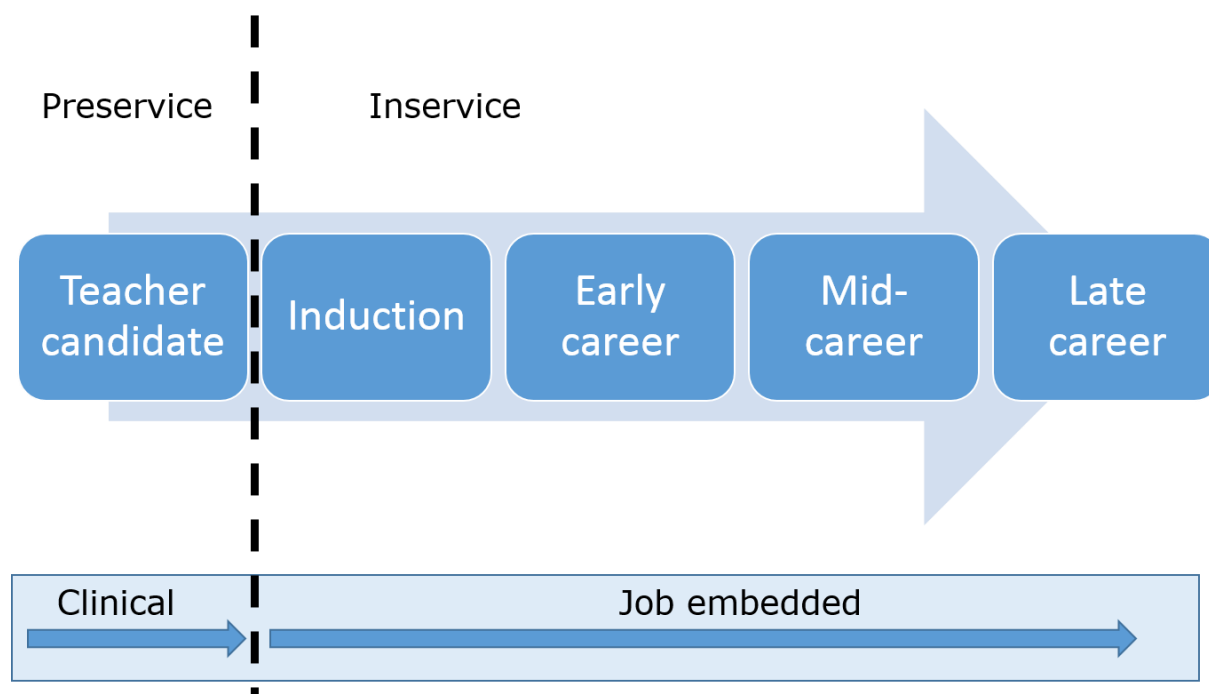 Preservice
Inservice
Teacher
candidate
Induction
Early
career
Mid-
career
Late
career
Clinical
Job embedded